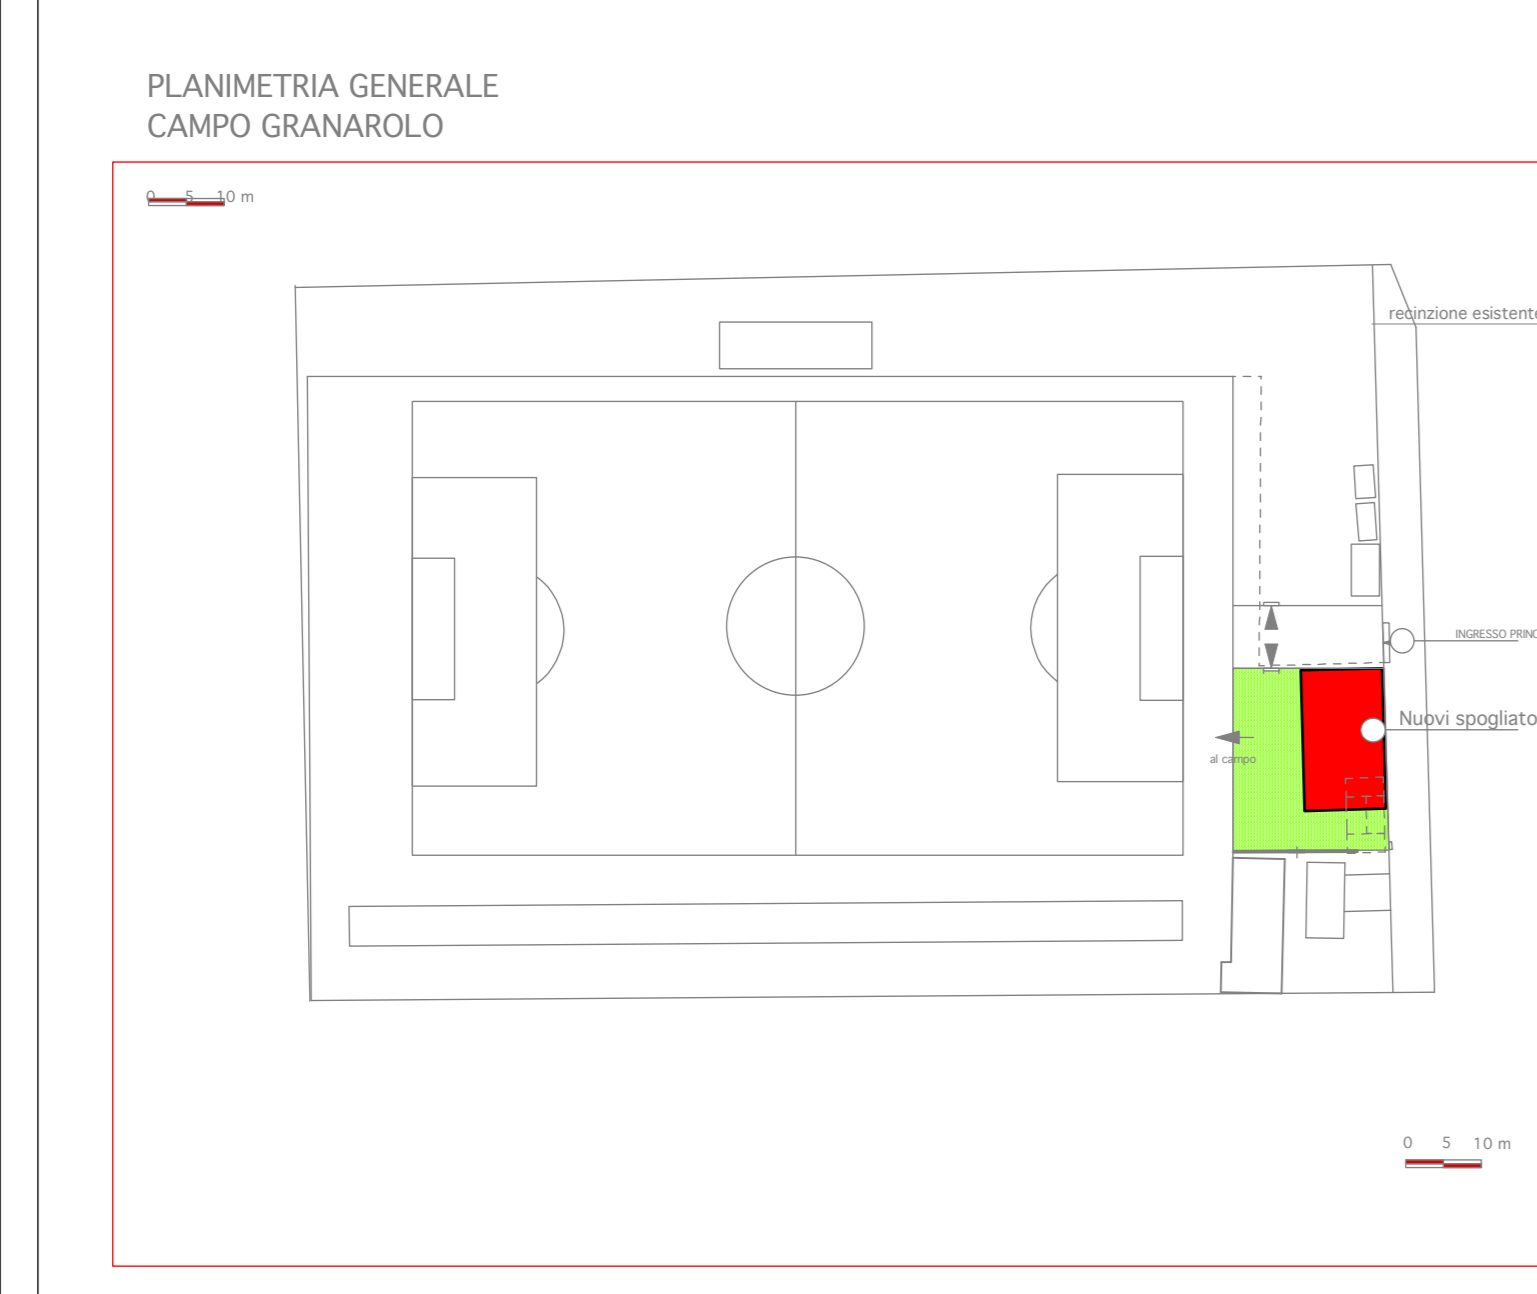 PLANIMETRIA GENERALE
CAMPO GRANAROLO
0 5 10 m
recinzione esistente
INGRESSO PRINC
Nuovi spogliato
al campo
0 5 10 m